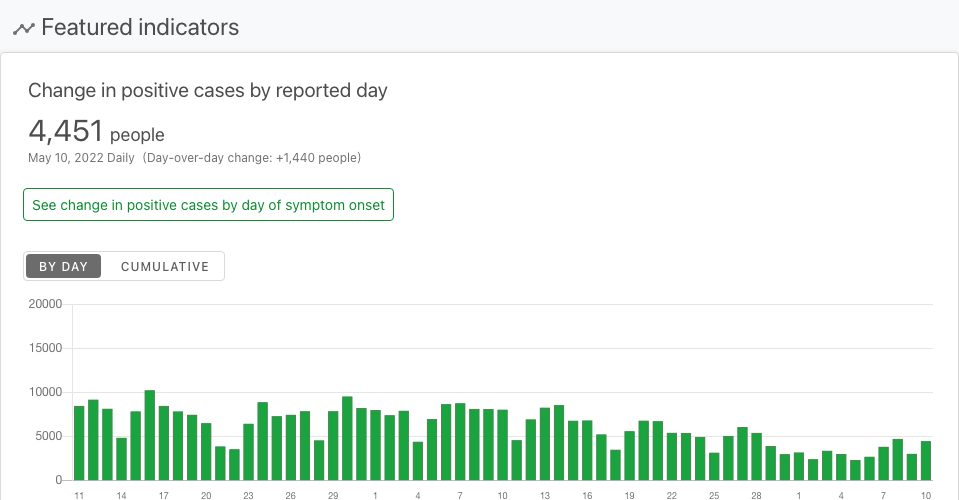 Featured indicators
Change in positive cases by reported day
4,451 people
May 10, 2022 Daily (Day-over-day change: +1,440 people)
See change in positive cases by day of symptom onset
BY DAY CUMULATIVE
20000
15000
10000
5000
0
11 14 17 20 23 26 29 1 4 7 10 13 16 19 22 25 28 1 4 7 10